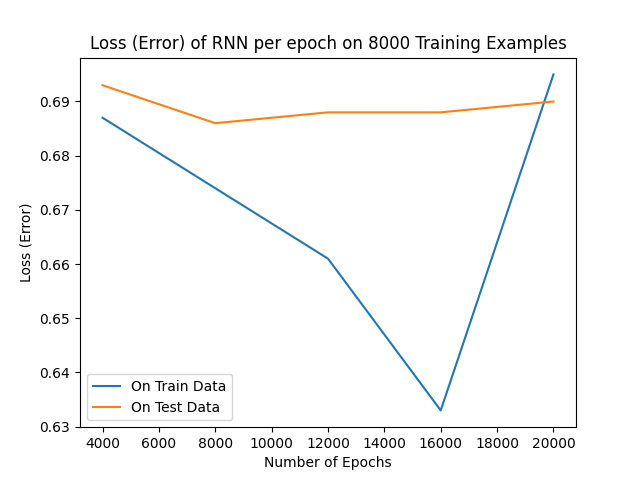 Loss (Error) of RNN per epoch on 8000 Training Examples
Loss (Error)
0.69
0.68
0.67
0.66
0.65
0.64
0.63
On Train Data
On Test Data
4000 6000 8000 10000 12000 14000 16000 18000 20000
Number of Epochs